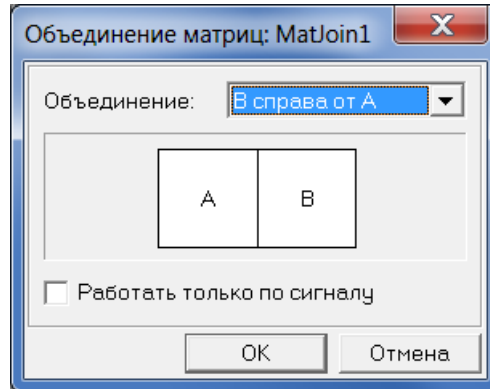 Объединение матриц: MatJoin1
Объединение: B справа от A
A B
Работать только по сигналу
OK Отмена